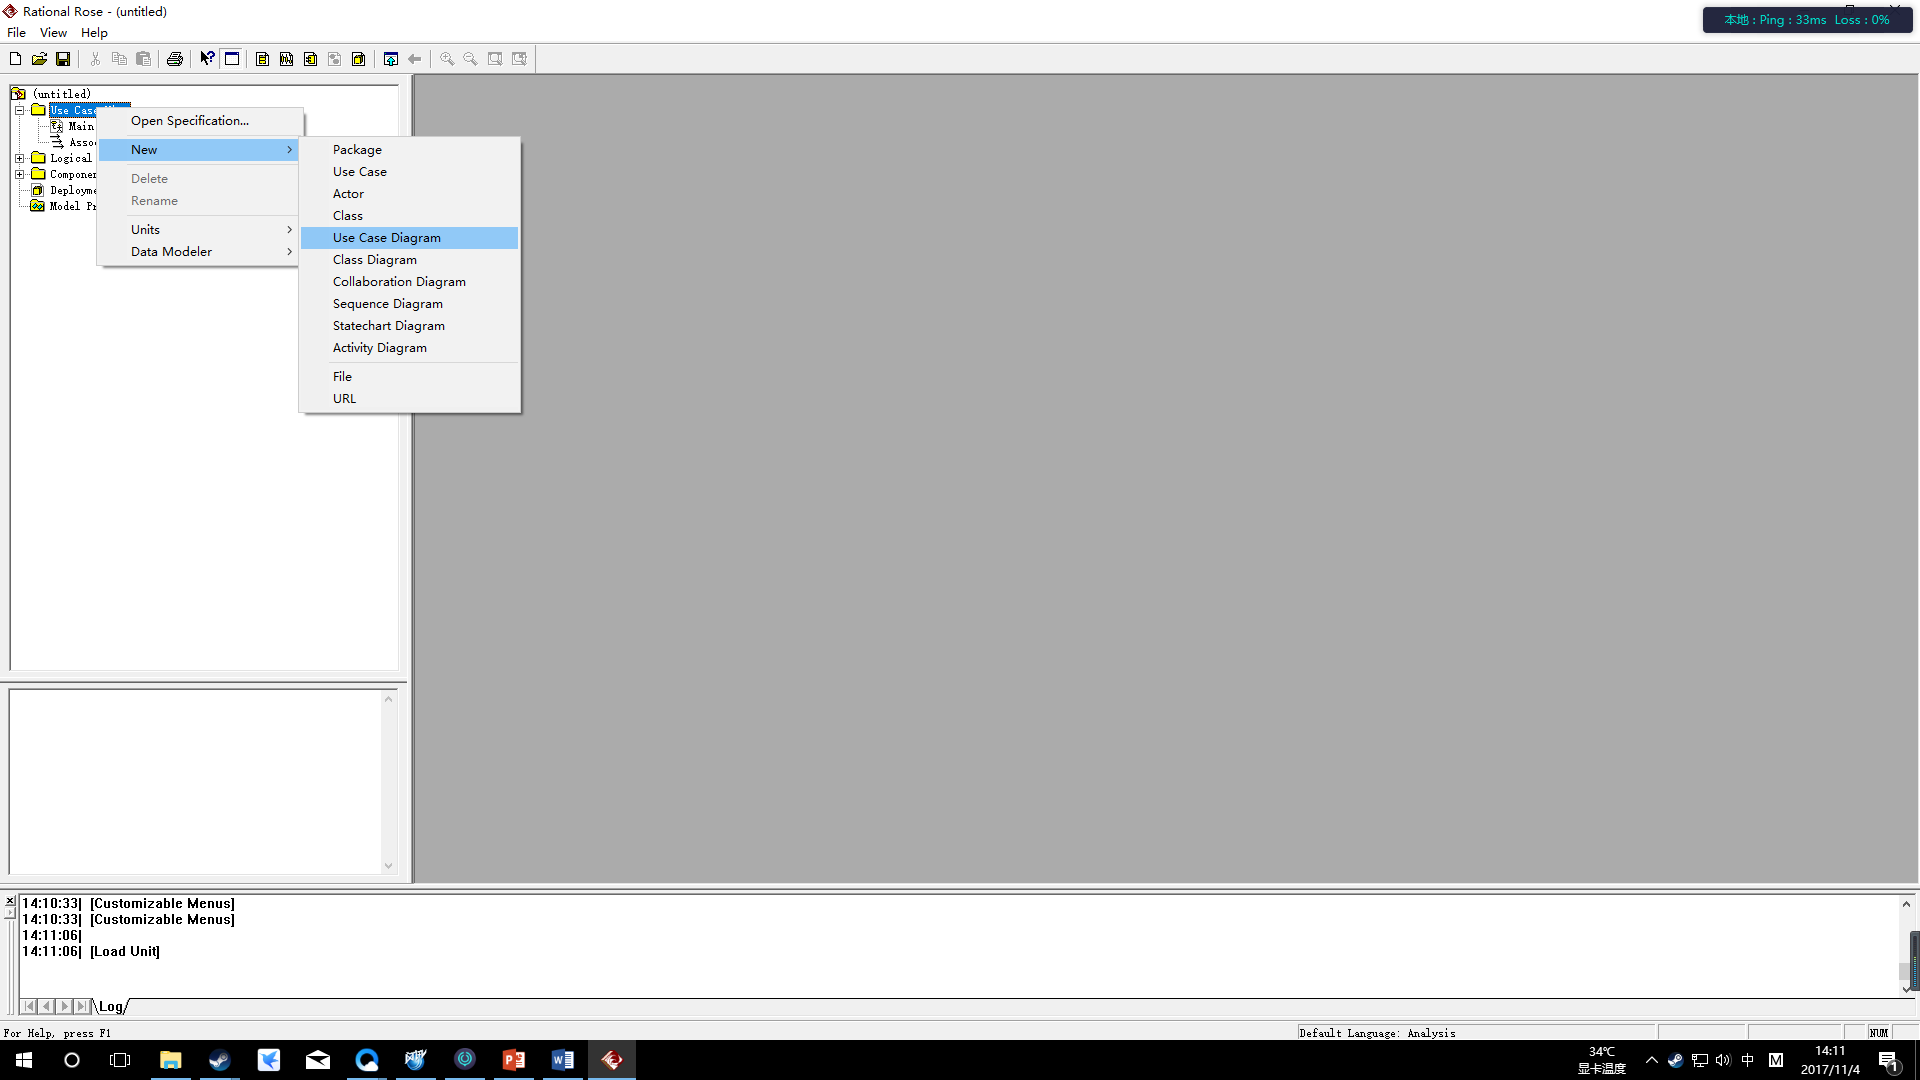 Rational Rose - (untitled)
本地 : Ping : 33ms Loss : 0%
File View Help
(untitled)
Use Case
Main
Logical
Model
Open Specification...
New
Delete
Rename
Units
Data Modeler
Package
Use Case
Actor
Class
Use Case Diagram
Class Diagram
Collaboration Diagram
Sequence Diagram
Statechart Diagram
Activity Diagram
File
URL
14:10:33| [Customizable Menus]
14:10:33| [Customizable Menus]
14:11:06|
14:11:06| [Load Unit]
Log
For Help, press F1
Default Language: Analysis
NUM
34℃
显卡温度
中
M
14:11
2017/11/4
1